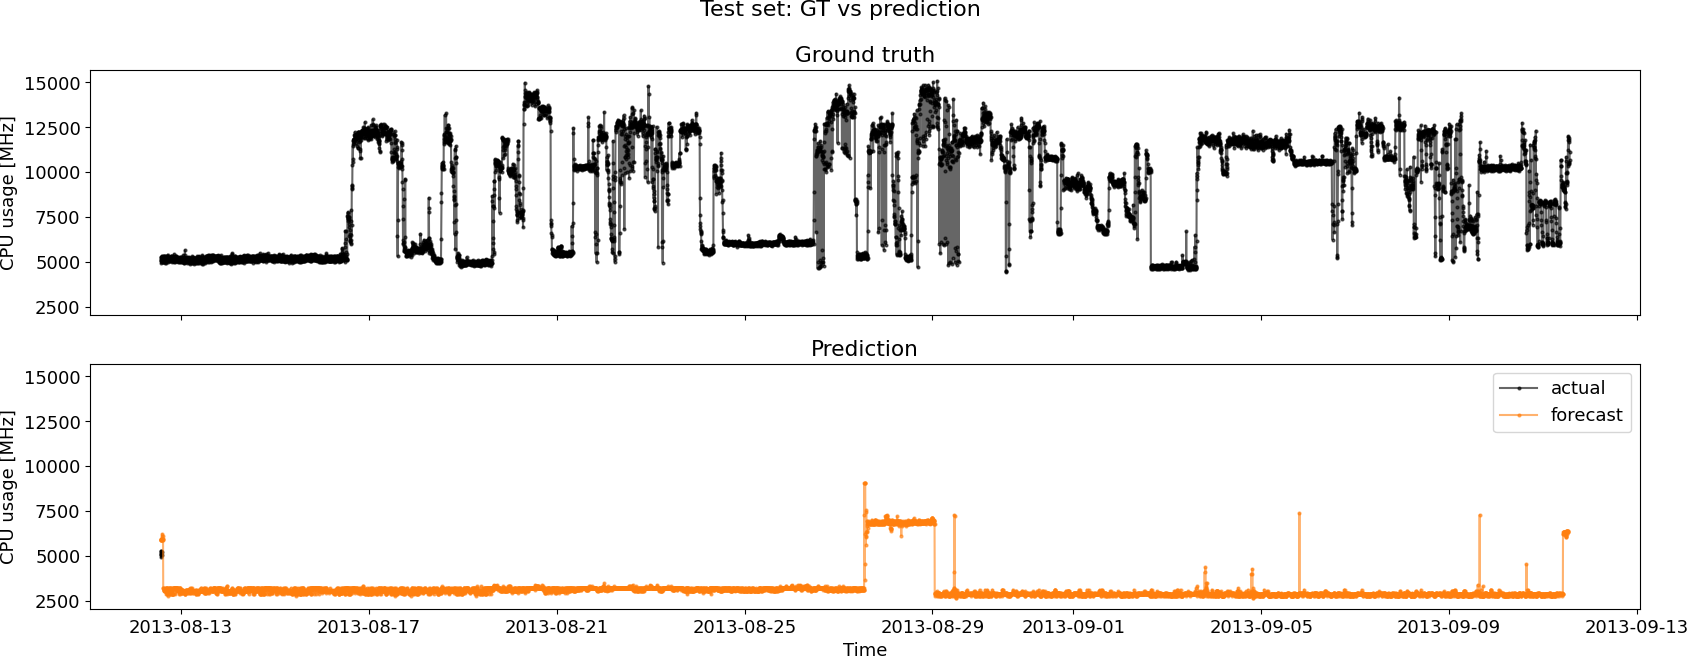 Test set: GT vs prediction
Ground truth
CPU usage [MHz]
15000
12500
10000
7500
5000
2500
Prediction
CPU usage [MHz]
15000
12500
10000
7500
5000
2500
actual
forecast
2013-08-13 2013-08-17 2013-08-21 2013-08-25 2013-08-29 2013-09-01 2013-09-05 2013-09-09 2013-09-13
Time